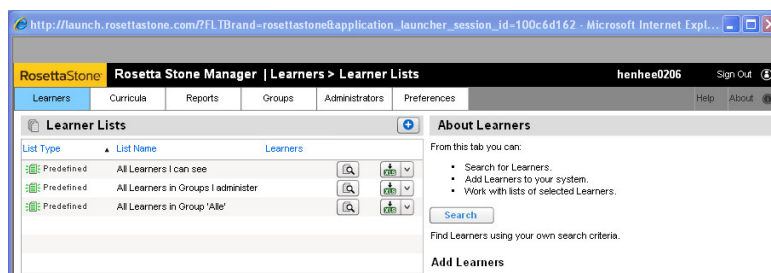 http://launch.rosettastone.com/?FLTBrand=rosettastone&application_launcher_session_id=100c6d162 - Microsoft Internet Expl...
RosettaStone Rosetta Stone Manager | Learners > Learner Lists henhee0206 Sign Out
Learners Curricula Reports Groups Administrators Preferences Help About
Learner Lists
List Type List Name Learners
Predefined All Learners I can see
Predefined All Learners in Groups I administer
Predefined All Learners in Group 'Alle'
About Learners
From this tab you can:
Search for Learners.
Add Learners to your system.
Work with lists of selected Learners.
Search
Find Learners using your own search criteria.
Add Learners